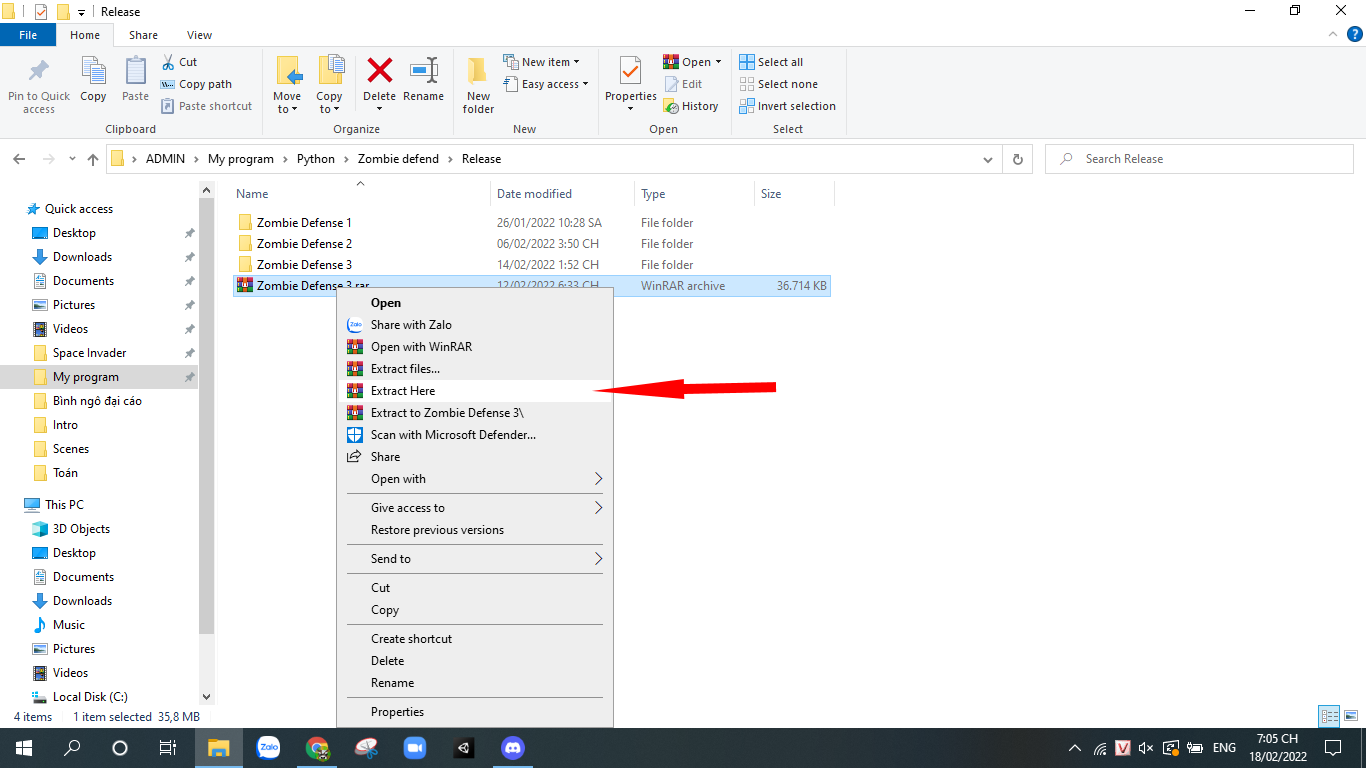 Release
File Home Share View
Pin to Quick access
Copy
Paste
Cut
Copy path
Paste shortcut
Clipboard
Move to
Copy to
Delete
Rename
Organize
New folder
New item
Easy access
New
Properties
Open
Edit
History
Open
Select all
Select none
Invert selection
Select
ADMIN > My program > Python > Zombie defend > Release
Search Release
Name Date modified Type Size
Zombie Defense 1 26/01/2022 10:28 SA File folder
Zombie Defense 2 06/02/2022 3:50 CH File folder
Zombie Defense 3 14/02/2022 1:52 CH File folder
Zombie Defense 3.rar 12/02/2022 6:33 CH WinRAR archive 36.714 KB
Quick access
Desktop
Downloads
Documents
Pictures
Videos
Space Invader
My program
Bình ngô đại cáo
Intro
Scenes
Toán
This PC
3D Objects
Desktop
Documents
Downloads
Music
Pictures
Videos
Local Disk (C:)
Open
Zalo
Share with Zalo
Open with WinRAR
Extract files...
Extract Here
Extract to Zombie Defense 3\
Scan with Microsoft Defender...
Share
Open with
Give access to
Restore previous versions
Send to
Cut
Copy
Create shortcut
Delete
Rename
Properties
4 items 1 item selected 35,8 MB
Zalo
V
ENG
7:05 CH
18/02/2022